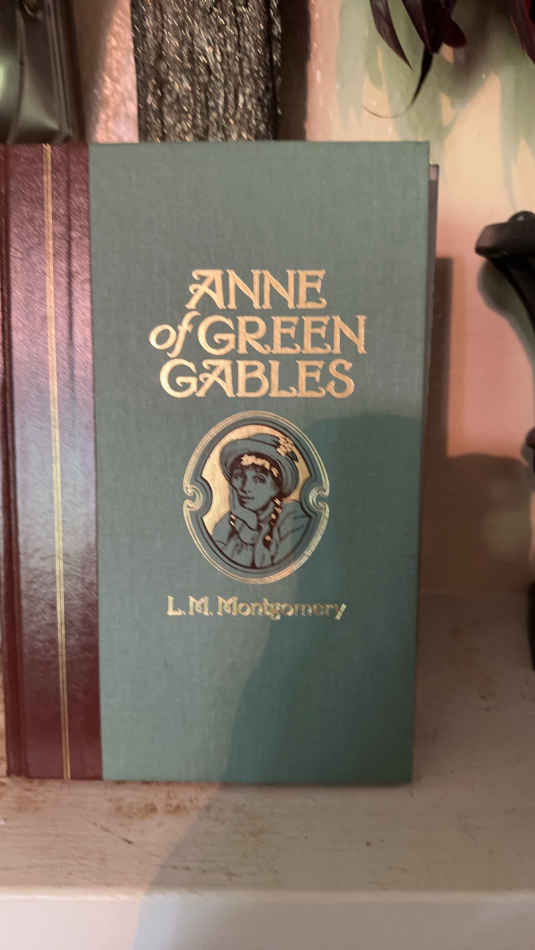 ANNE
of GREEN
GABLES
L. M. Montgomery